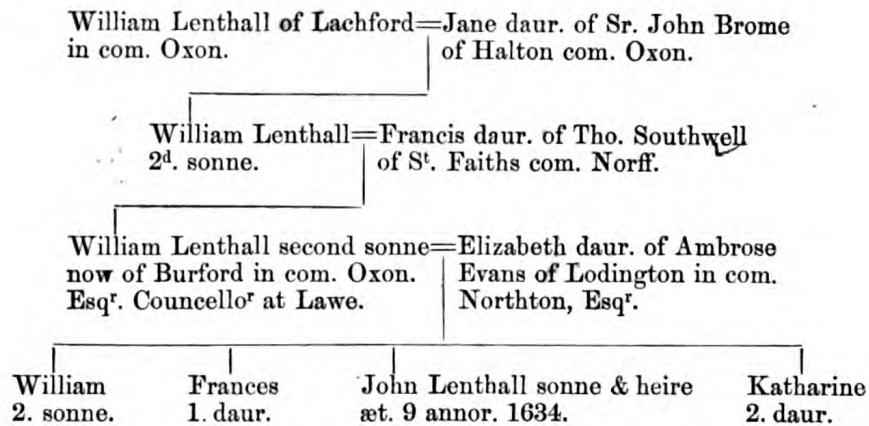 William Lenthall of Lachford=Jane daur. of Sr. John Brome
in com. Oxon. of Halton com. Oxon.
William Lenthall=Francis daur. of Tho. Southwell
2d. sonne. of St. Faiths com. Norff.
William Lenthall second sonne=Elizabeth daur. of Ambrose
now of Burford in com. Oxon. Evans of Lodington in com.
Esqr. Councellor at Lawe. Northton, Esqr.
William Frances John Lenthall sonne & heire Katharine
2. sonne. 1. daur. æt. 9 annor. 1634. 2. daur.